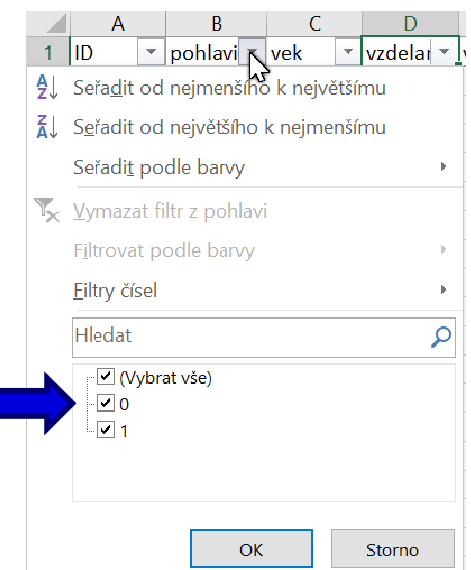 A B C D
1 ID pohlavi vek vzdelar
Seřadit od nejmenšího k největšímu
Seřadit od největšího k nejmenšímu
Seřadit podle barvy
Vymazat filtr z pohlavi
Filtrovat podle barvy
Filtry čísel
Hledat
(Vybrat vše)
0
1
OK Storno